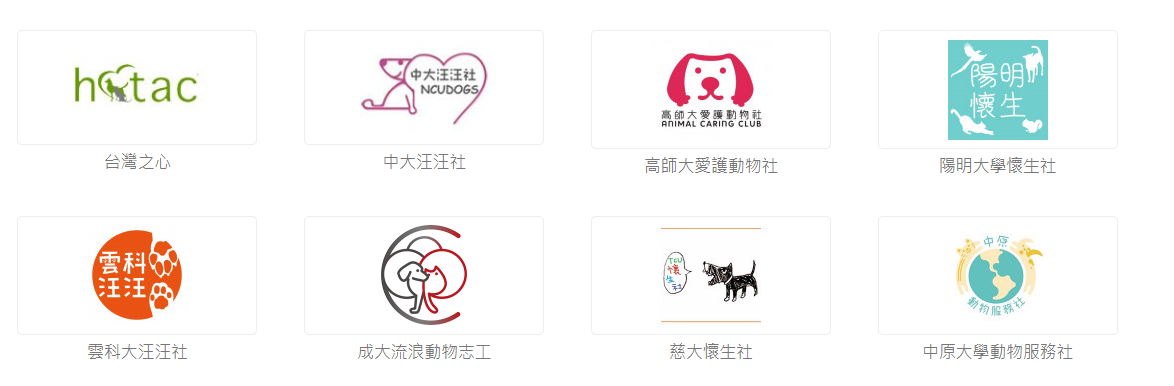 hotac
中大汪汪社
NCUDOGS
高師大愛護動物社
ANIMAL CARING CLUB
陽明
懷生
台灣之心
中大汪汪社
高師大愛護動物社
陽明大學懷生社
雲科
汪汪
TCU
懷
生
社
中原
動物服務社
雲科大汪汪社
成大流浪動物志工
慈大懷生社
中原大學動物服務社